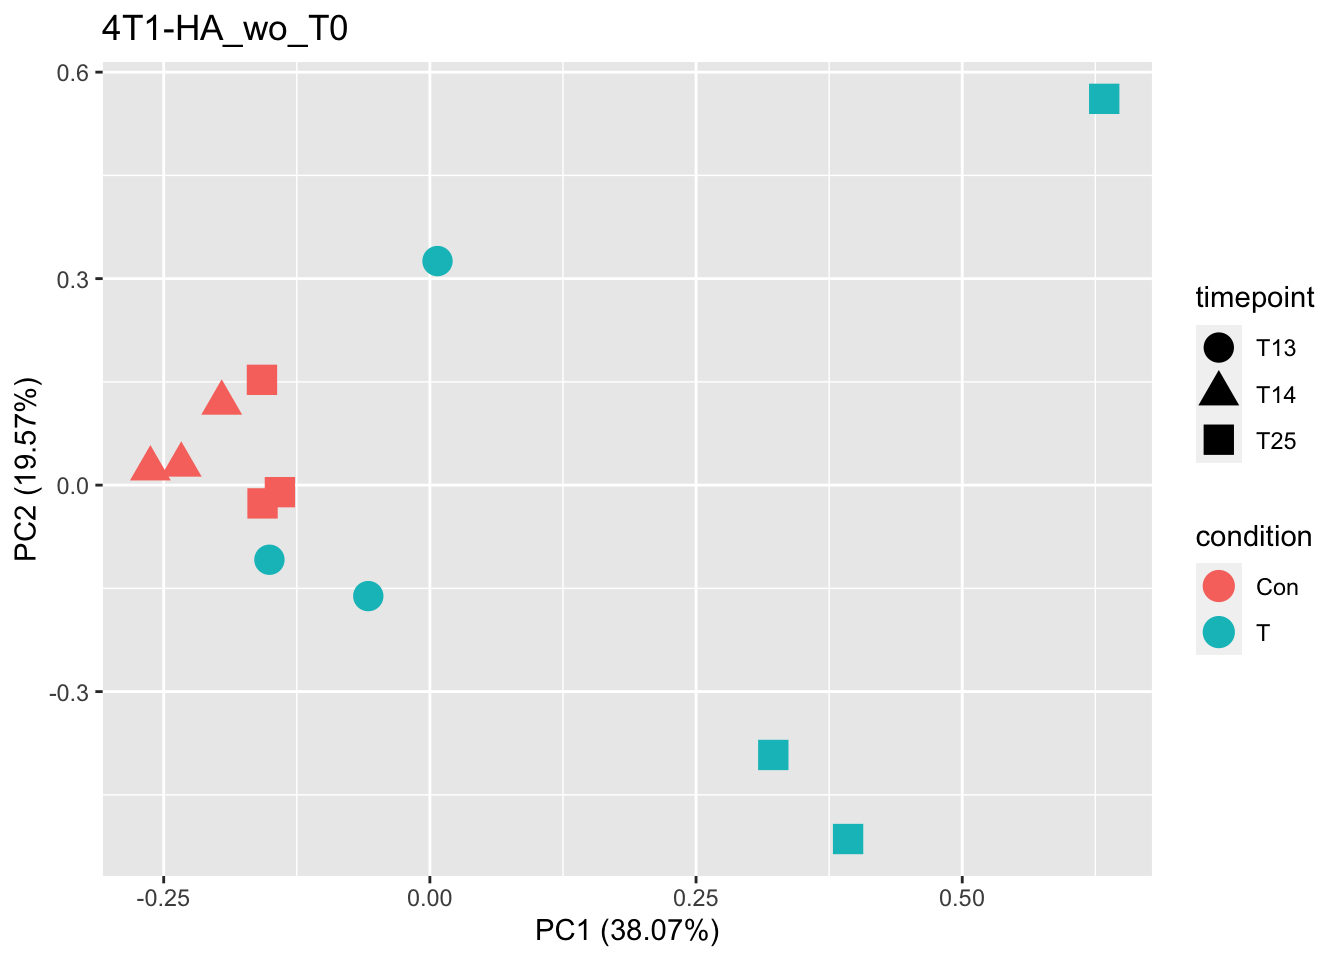 4T1-HA_wo_T0
0.6
0.3
0.0
-0.3
PC2 (19.57%)
-0.25
0.00
0.25
0.50
PC1 (38.07%)
timepoint
T13
T14
T25
condition
Con
T